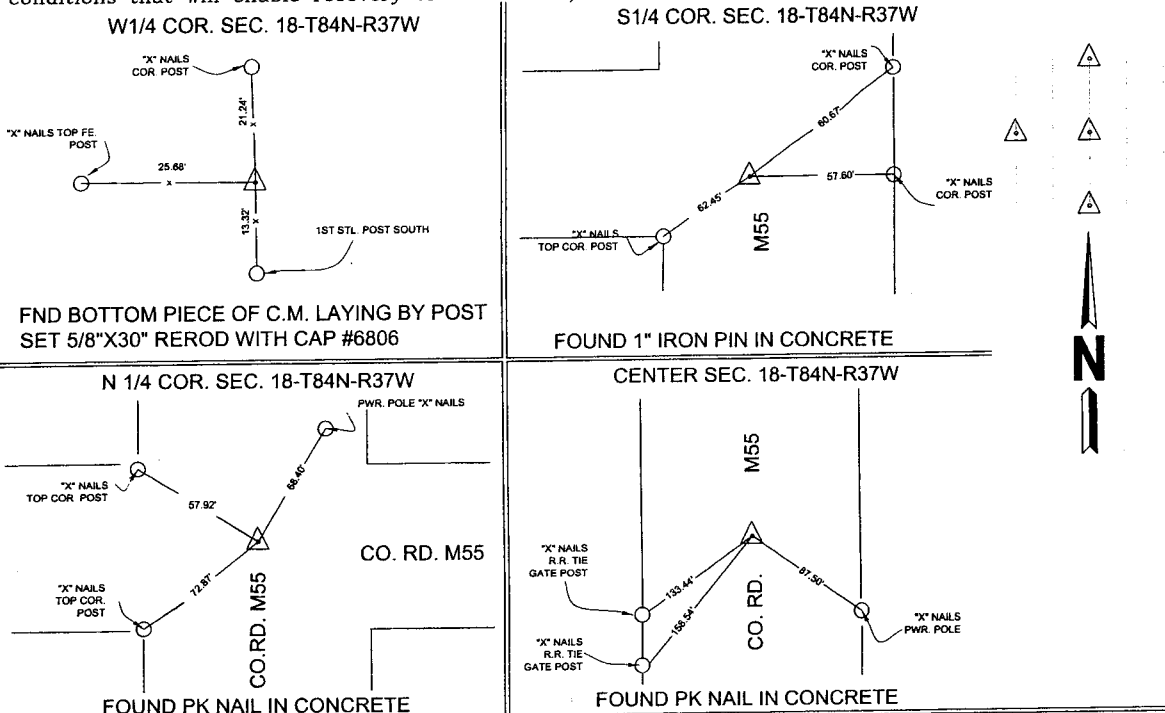 W1/4 COR. SEC. 18-T84N-R37W
"X" NAILS
COR. POST
21.24'
"X" NAILS TOP FE.
POST
25.68'
x
x
x
13.32'
1ST STL. POST SOUTH
FND BOTTOM PIECE OF C.M. LAYING BY POST
SET 5/8"X30" REROD WITH CAP #6806
S1/4 COR. SEC. 18-T84N-R37W
"X" NAILS
COR. POST
60.67'
57.60'
"X" NAILS
COR. POST
62.45'
"X" NAILS
TOP COR. POST
M55
FOUND 1" IRON PIN IN CONCRETE
N
N 1/4 COR. SEC. 18-T84N-R37W
PWR. POLE "X" NAILS
68.40'
"X" NAILS
TOP COR POST
57.92'
CO. RD. M55
72.87'
"X" NAILS
TOP COR.
POST
CO.RD. M55
FOUND PK NAIL IN CONCRETE
CENTER SEC. 18-T84N-R37W
M55
"X" NAILS
R.R. TIE
GATE POST
133.44'
87.50'
158.54'
CO. RD.
"X" NAILS
PWR. POLE
"X" NAILS
R.R. TIE
GATE POST
FOUND PK NAIL IN CONCRETE